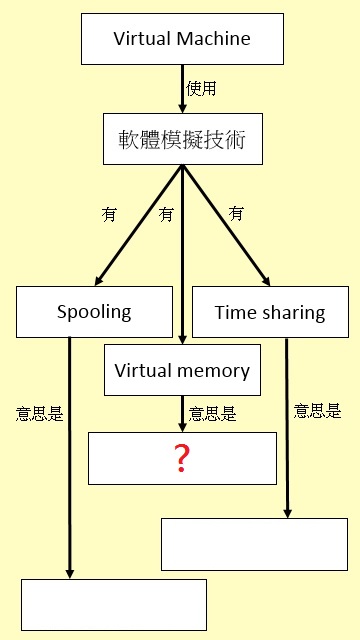 Virtual Machine
使用
軟體模擬技術
有
有
有
Spooling
Time sharing
Virtual memory
意思是
意思是
意思是
?